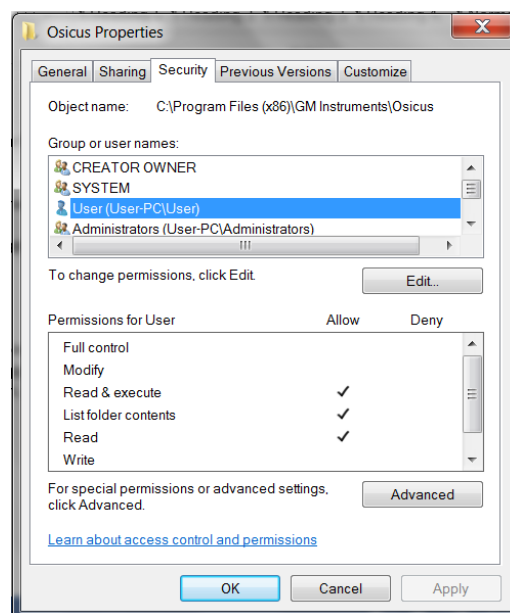 Osicus Properties
General Sharing Security Previous Versions Customize
Object name: C:\Program Files (x86)\GM Instruments\Osicus
Group or user names:
CREATOR OWNER
SYSTEM
User (User-PC\User)
Administrators (User-PC\Administrators)
To change permissions, click Edit.
Edit...
Permissions for User Allow Deny
Full control
Modify
Read & execute
List folder contents
Read
Write
For special permissions or advanced settings,
click Advanced.
Advanced
Learn about access control and permissions
OK Cancel Apply